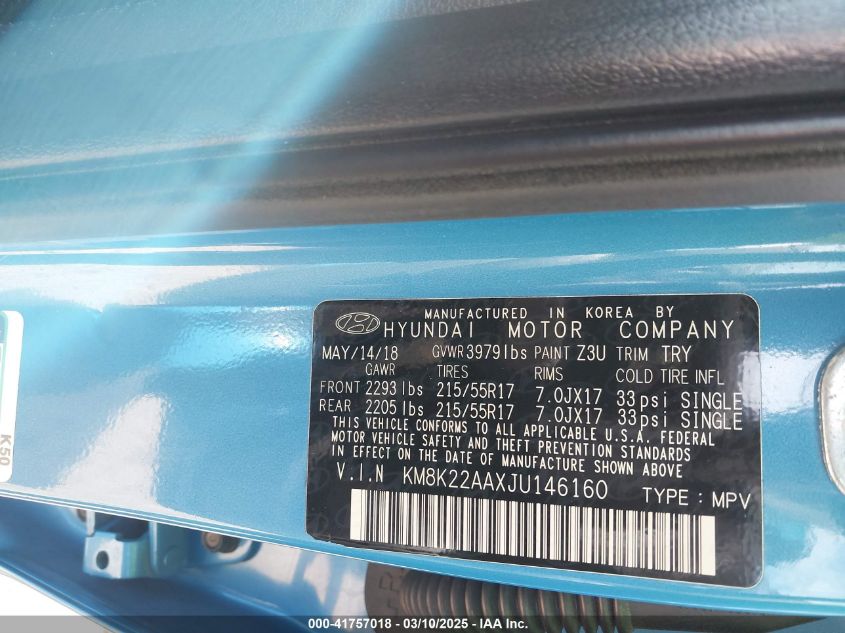 MANUFACTURED IN KOREA BY
HYUNDAI MOTOR COMPANY
MAY/14/18 GVWR 3979lbs PAINT Z3U TRIM TRY
GAWR TIRES RIMS COLD TIRE INFL
FRONT 2293 lbs 215/55R17 7.0JX17 33psi SINGLE
REAR 2205 lbs 215/55R17 7.0JX17 33psi SINGLE
THIS VEHICLE CONFORMS TO ALL APPLICABLE U.S.A. FEDERAL
MOTOR VEHICLE SAFETY AND THEFT PREVENTION STANDARDS
IN EFFECT ON THE DATE OF MANUFACTURE SHOWN ABOVE
V.I.N KM8K22AAXJU146160 TYPE : MPV
K50
000-41757018 - 03/10/2025 - IAA Inc.